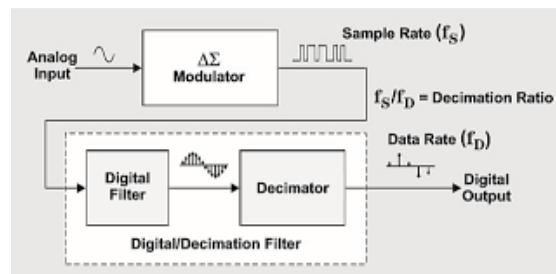 Sample Rate (fS)
Analog
Input
ΔΣ
Modulator
fS/fD = Decimation Ratio
Data Rate (fD)
Digital
Filter
Decimator
Digital
Output
Digital/Decimation Filter